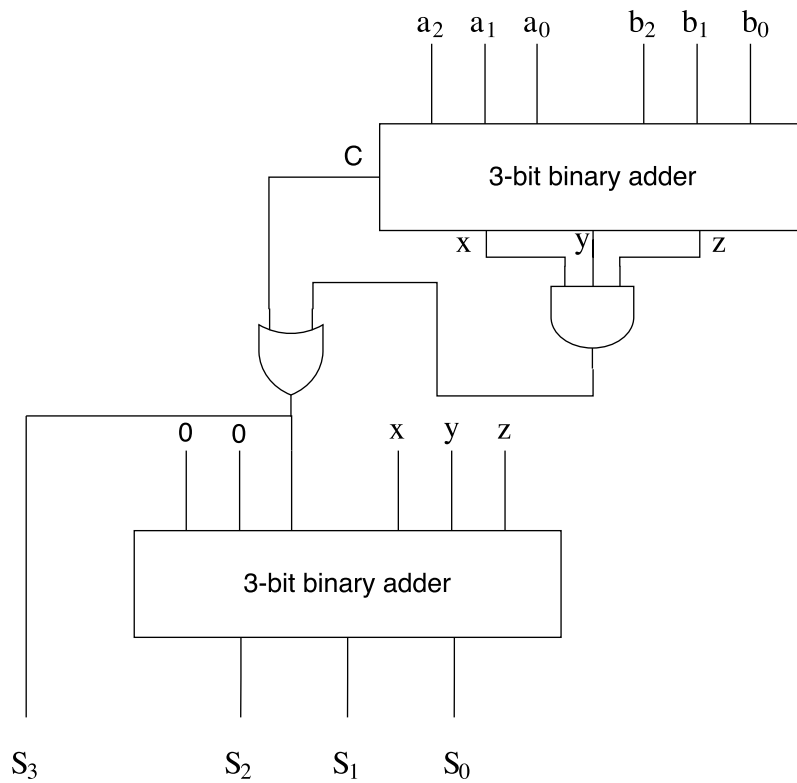 a₂ a₁ a₀ b₂ b₁ b₀
C
3-bit binary adder
x y z
0 0 x y z
3-bit binary adder
S₃ S₂ S₁ S₀